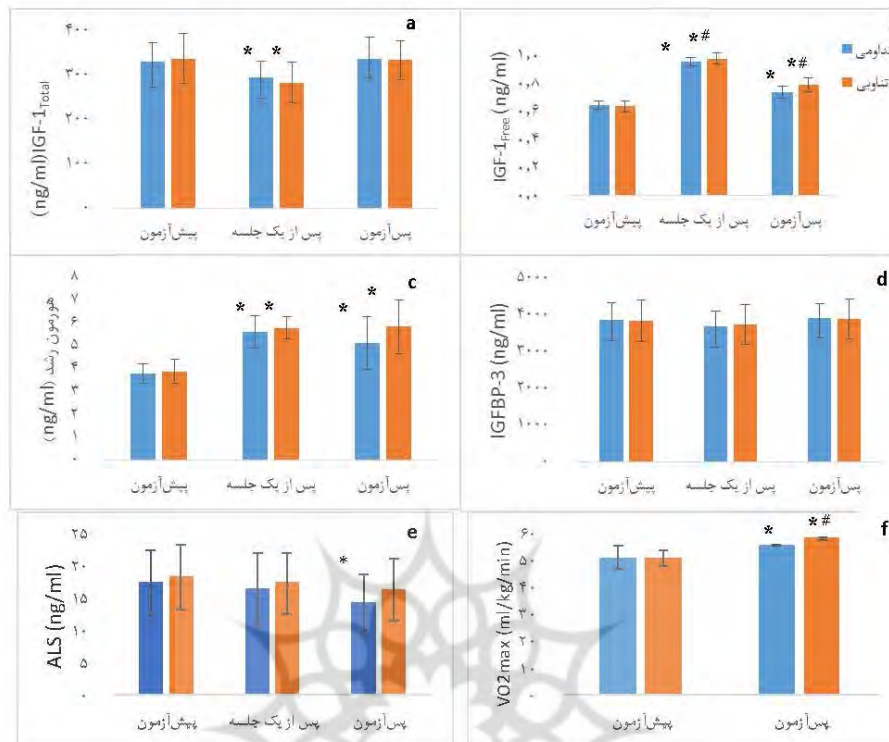 a
(ng/ml)IGF-1Total
۴۰۰
۳۰۰
۲۰۰
۱۰۰
۰
* *
پیش‌آزمون
پس از یک جلسه
پس‌آزمون
IGF-1Free (ng/ml)
۱,۰
۰,۸
۰,۶
۰,۴
۰,۲
۰,۰
* *#
* *#
پیش‌آزمون
پس از یک جلسه
پس‌آزمون
تداومی
تناوبی
c
هورمون رشد (ng/ml)
۸
۷
۶
۵
۴
۳
۲
۱
۰
* *
* *
پیش‌آزمون
پس از یک جلسه
پس‌آزمون
d
IGFBP-3 (ng/ml)
۵۰۰۰
۴۰۰۰
۳۰۰۰
۲۰۰۰
۱۰۰۰
۰
پیش‌آزمون
پس از یک جلسه
پس‌آزمون
e
ALS (ng/ml)
۲۵
۲۰
۱۵
۱۰
۵
۰
*
پیش‌آزمون
پس از یک جلسه
پس‌آزمون
f
VO2max (ml/kg/min)
۶۰
۵۰
۴۰
۳۰
۲۰
۱۰
۰
* *#
پیش‌آزمون
پس‌آزمون